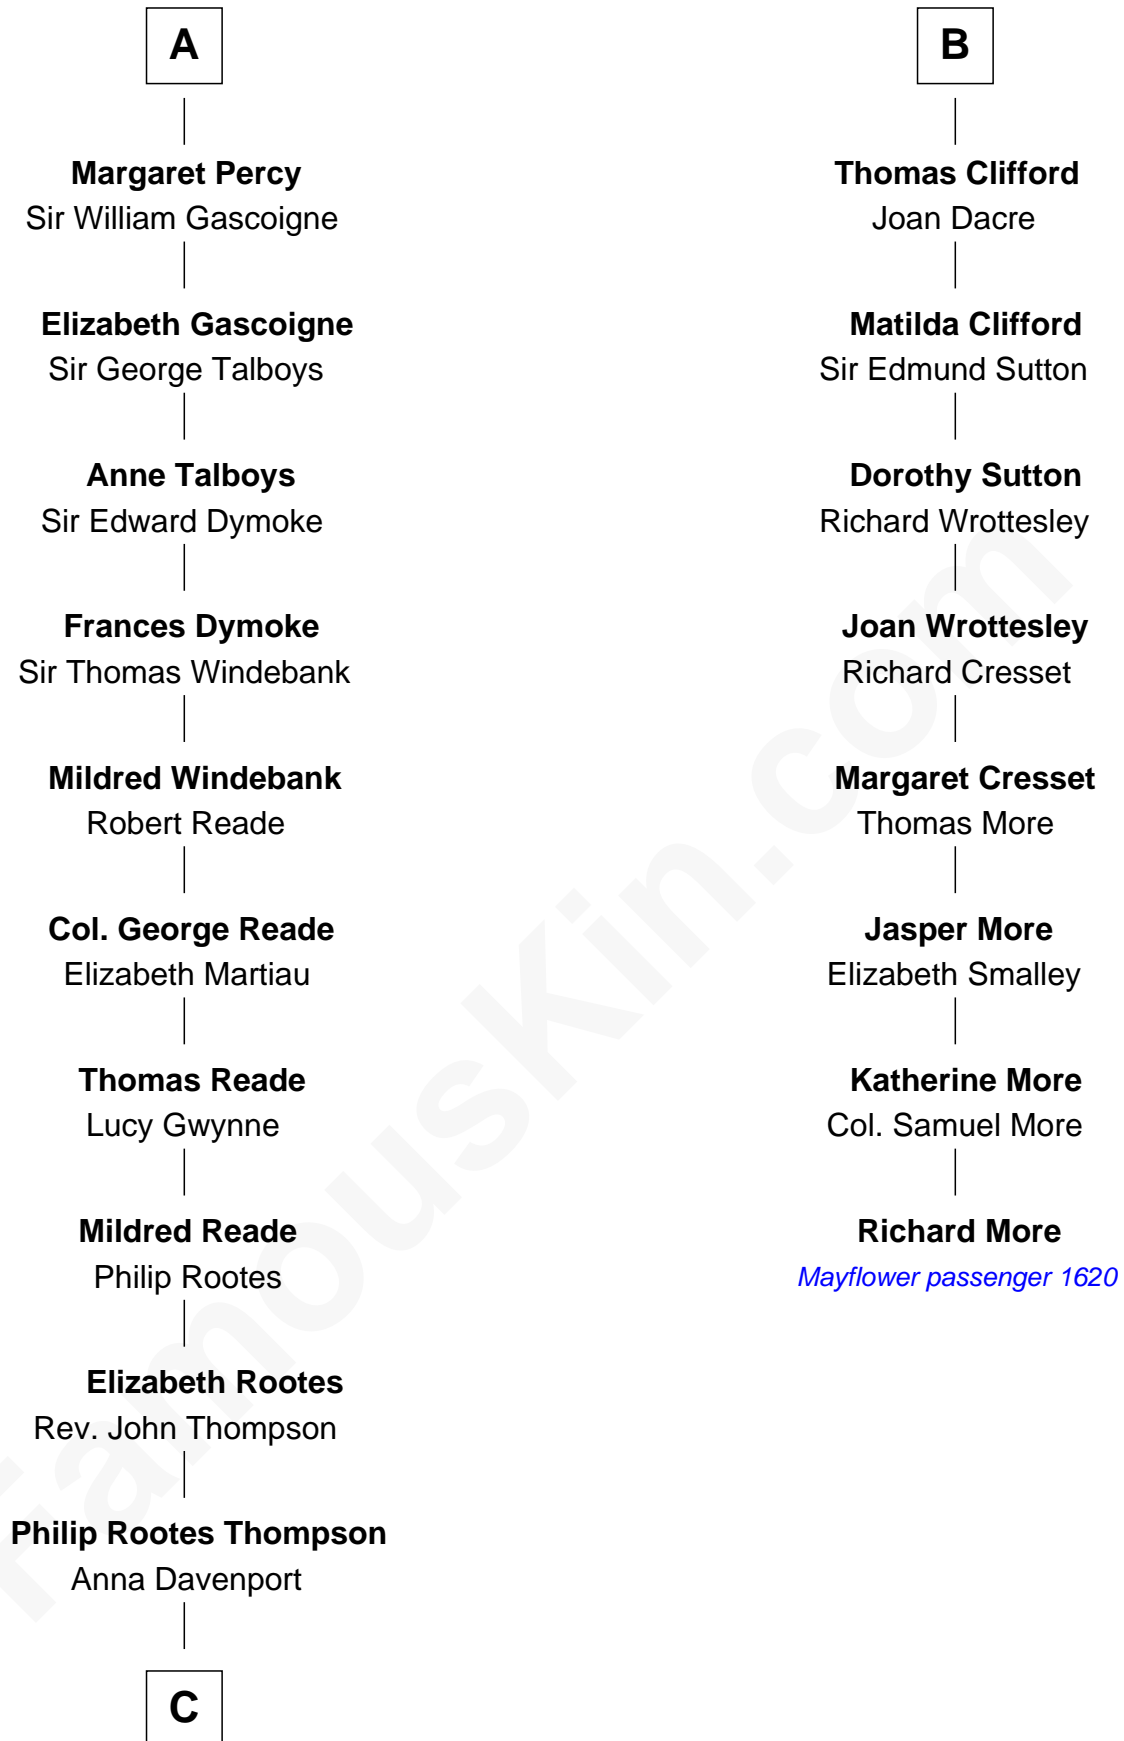 A
Margaret Percy
Sir William Gascoigne
Elizabeth Gascoigne
Sir George Talboys
Anne Talboys
Sir Edward Dymoke
Frances Dymoke
Sir Thomas Windebank
Mildred Windebank
Robert Reade
Col. George Reade
Elizabeth Martiau
Thomas Reade
Lucy Gwynne
Mildred Reade
Philip Rootes
Elizabeth Rootes
Rev. John Thompson
Philip Rootes Thompson
Anna Davenport
C
B
Thomas Clifford
Joan Dacre
Matilda Clifford
Sir Edmund Sutton
Dorothy Sutton
Richard Wrottesley
Joan Wrottesley
Richard Cresset
Margaret Cresset
Thomas More
Jasper More
Elizabeth Smalley
Katherine More
Col. Samuel More
Richard More
Mayflower passenger 1620
FamousKin.com